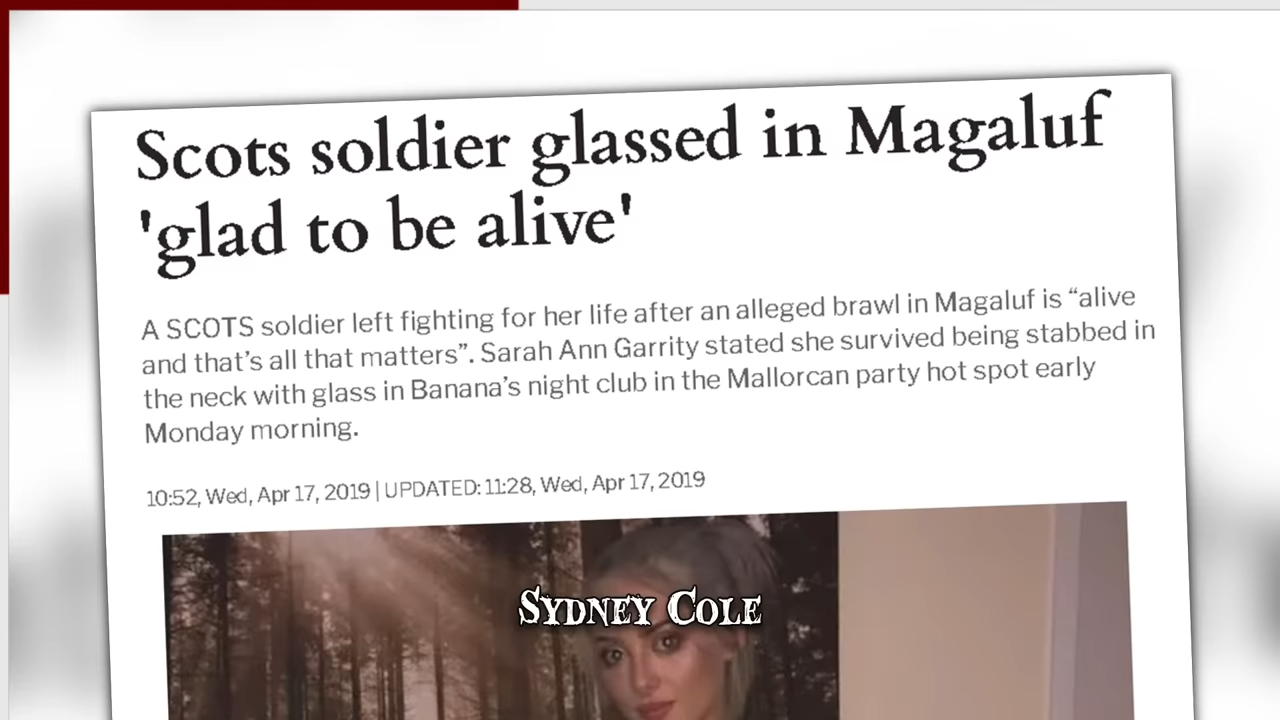 Scots soldier glassed in Magaluf
'glad to be alive'
A SCOTS soldier left fighting for her life after an alleged brawl in Magaluf is “alive
and that’s all that matters”. Sarah Ann Garrity stated she survived being stabbed in
the neck with glass in Banana’s night club in the Mallorcan party hot spot early
Monday morning.
10:52, Wed, Apr 17, 2019 | UPDATED: 11:28, Wed, Apr 17, 2019
Sydney Cole